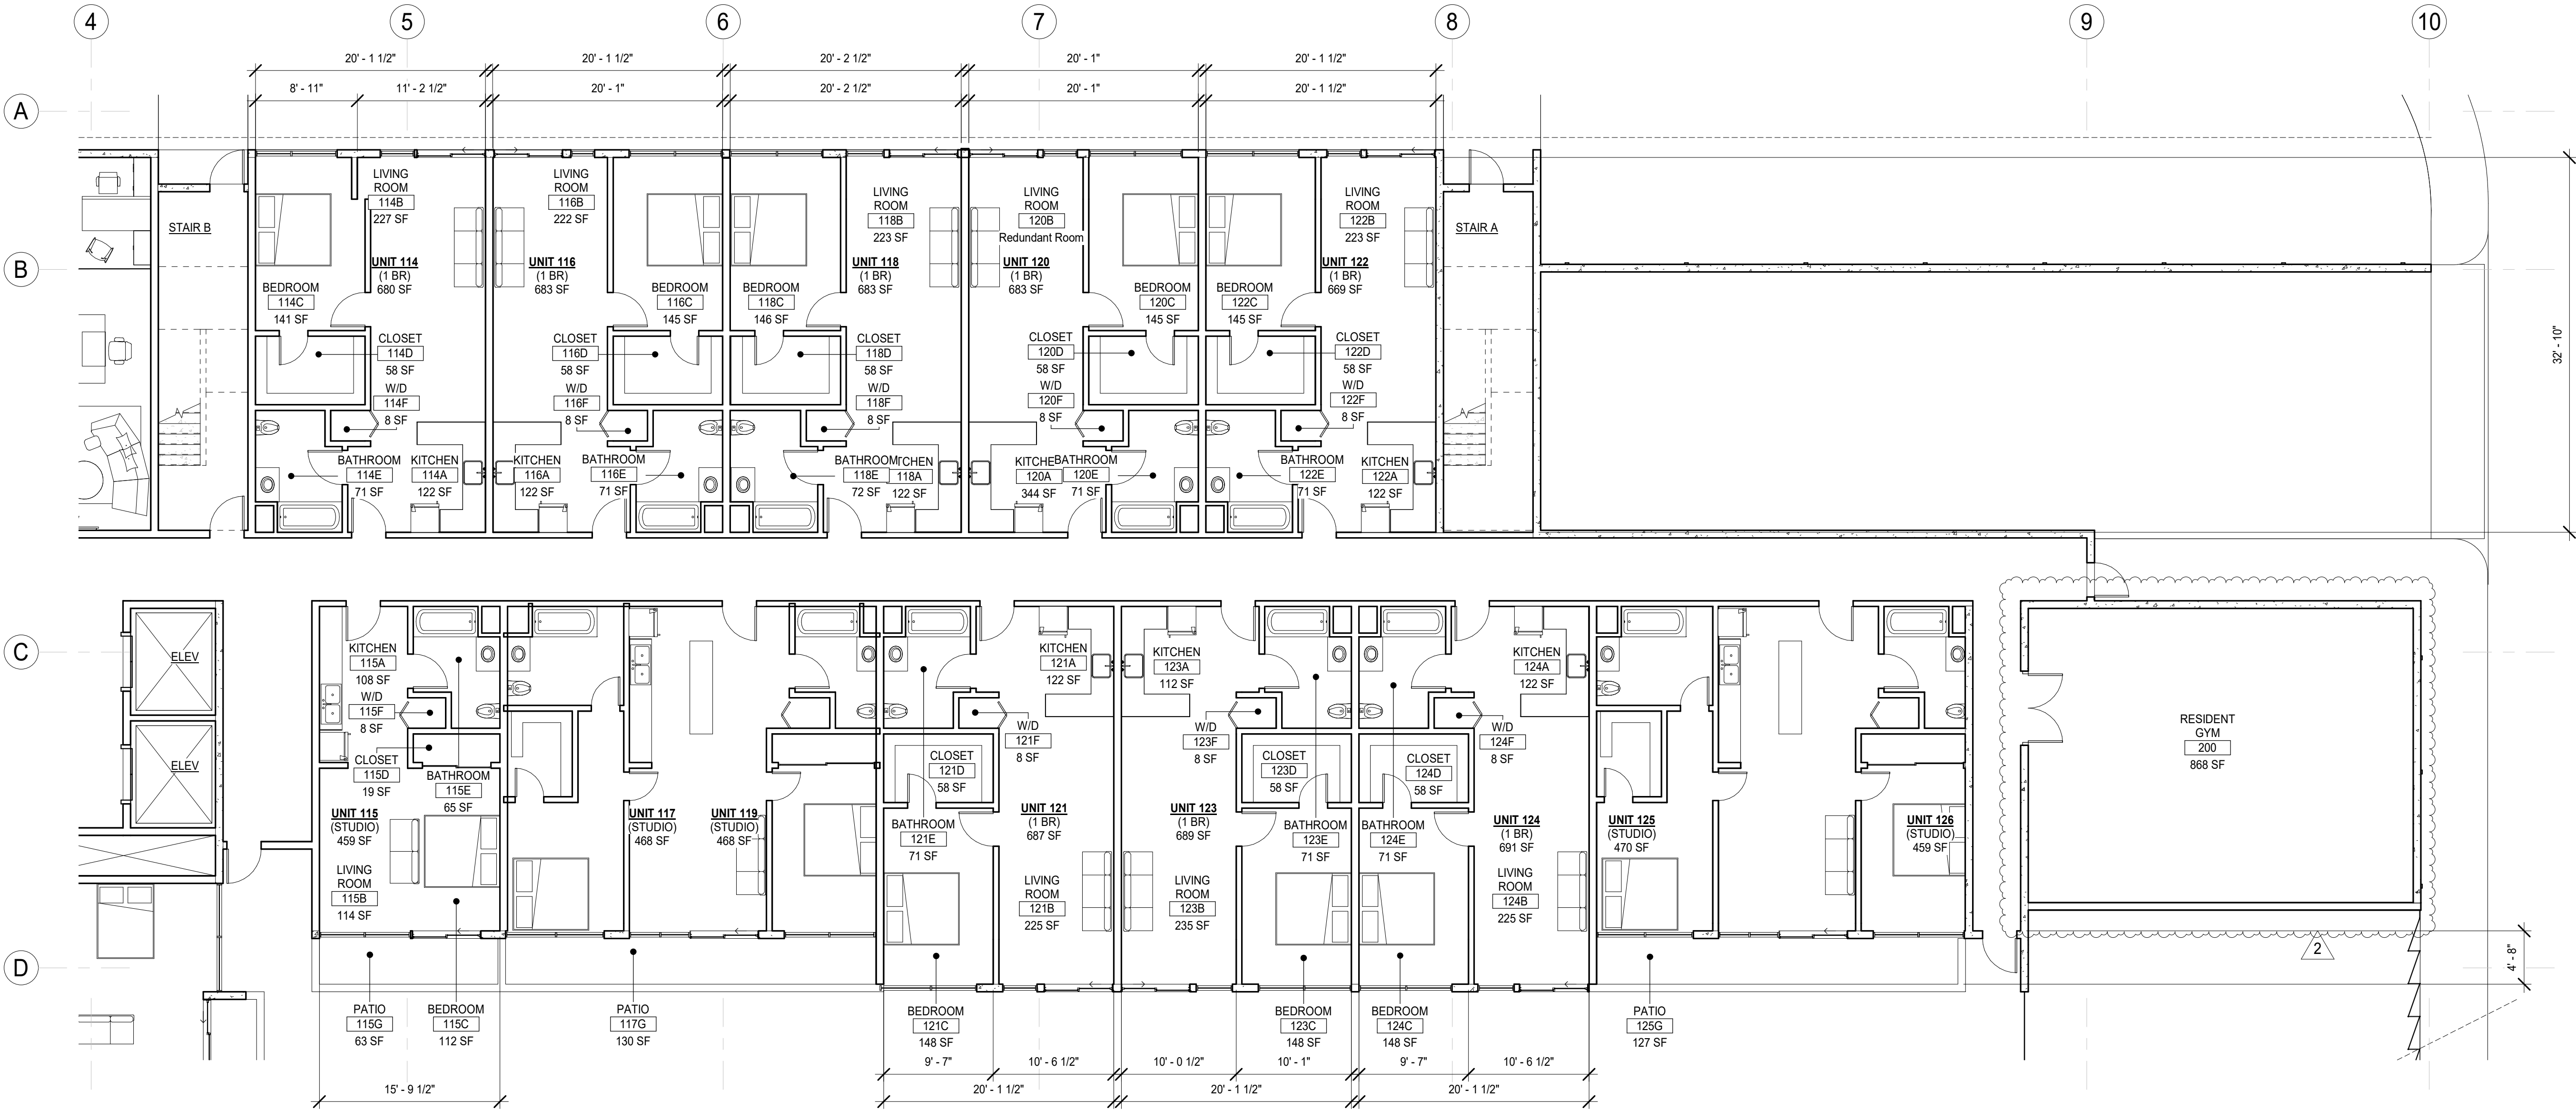 4
5
6
7
8
9
10
20' - 1 1/2"
20' - 1 1/2"
20' - 2 1/2"
20' - 1"
20' - 1 1/2"
8' - 11"
11' - 2 1/2"
20' - 1"
20' - 2 1/2"
20' - 1"
20' - 1 1/2"
A
B
C
D
32' - 10"
STAIR B
LIVING
ROOM
114B
227 SF
UNIT 114
(1 BR)
680 SF
BEDROOM
114C
141 SF
CLOSET
114D
58 SF
W/D
114F
8 SF
BATHROOM
114E
71 SF
KITCHEN
114A
122 SF
LIVING
ROOM
116B
222 SF
UNIT 116
(1 BR)
683 SF
BEDROOM
116C
145 SF
CLOSET
116D
58 SF
W/D
116F
8 SF
KITCHEN
116A
122 SF
BATHROOM
116E
71 SF
LIVING
ROOM
118B
223 SF
UNIT 118
(1 BR)
683 SF
BEDROOM
118C
146 SF
CLOSET
118D
58 SF
W/D
118F
8 SF
BATHROOM
118E
72 SF
TCHEN
118A
122 SF
LIVING
ROOM
120B
Redundant Room
UNIT 120
(1 BR)
683 SF
BEDROOM
120C
145 SF
CLOSET
120D
58 SF
W/D
120F
8 SF
KITCHE
120A
344 SF
BATHROOM
120E
71 SF
LIVING
ROOM
122B
223 SF
UNIT 122
(1 BR)
669 SF
BEDROOM
122C
145 SF
CLOSET
122D
58 SF
W/D
122F
8 SF
BATHROOM
122E
71 SF
KITCHEN
122A
122 SF
STAIR A
ELEV
ELEV
KITCHEN
115A
108 SF
W/D
115F
8 SF
CLOSET
115D
19 SF
BATHROOM
115E
65 SF
UNIT 115
(STUDIO)
459 SF
LIVING
ROOM
115B
114 SF
PATIO
115G
63 SF
BEDROOM
115C
112 SF
15' - 9 1/2"
UNIT 117
(STUDIO)
468 SF
UNIT 119
(STUDIO)
468 SF
PATIO
117G
130 SF
KITCHEN
121A
122 SF
W/D
121F
8 SF
CLOSET
121D
58 SF
BATHROOM
121E
71 SF
UNIT 121
(1 BR)
687 SF
LIVING
ROOM
121B
225 SF
BEDROOM
121C
148 SF
9' - 7"
10' - 6 1/2"
20' - 1 1/2"
KITCHEN
123A
112 SF
W/D
123F
8 SF
CLOSET
123D
58 SF
UNIT 123
(1 BR)
689 SF
BATHROOM
123E
71 SF
LIVING
ROOM
123B
235 SF
BEDROOM
123C
148 SF
10' - 0 1/2"
10' - 1"
20' - 1 1/2"
KITCHEN
124A
122 SF
W/D
124F
8 SF
CLOSET
124D
58 SF
BATHROOM
124E
71 SF
UNIT 124
(1 BR)
691 SF
LIVING
ROOM
124B
225 SF
BEDROOM
124C
148 SF
9' - 7"
10' - 6 1/2"
20' - 1 1/2"
UNIT 125
(STUDIO)
470 SF
PATIO
125G
127 SF
UNIT 126
(STUDIO)
459 SF
RESIDENT
GYM
200
868 SF
2
4' - 8"